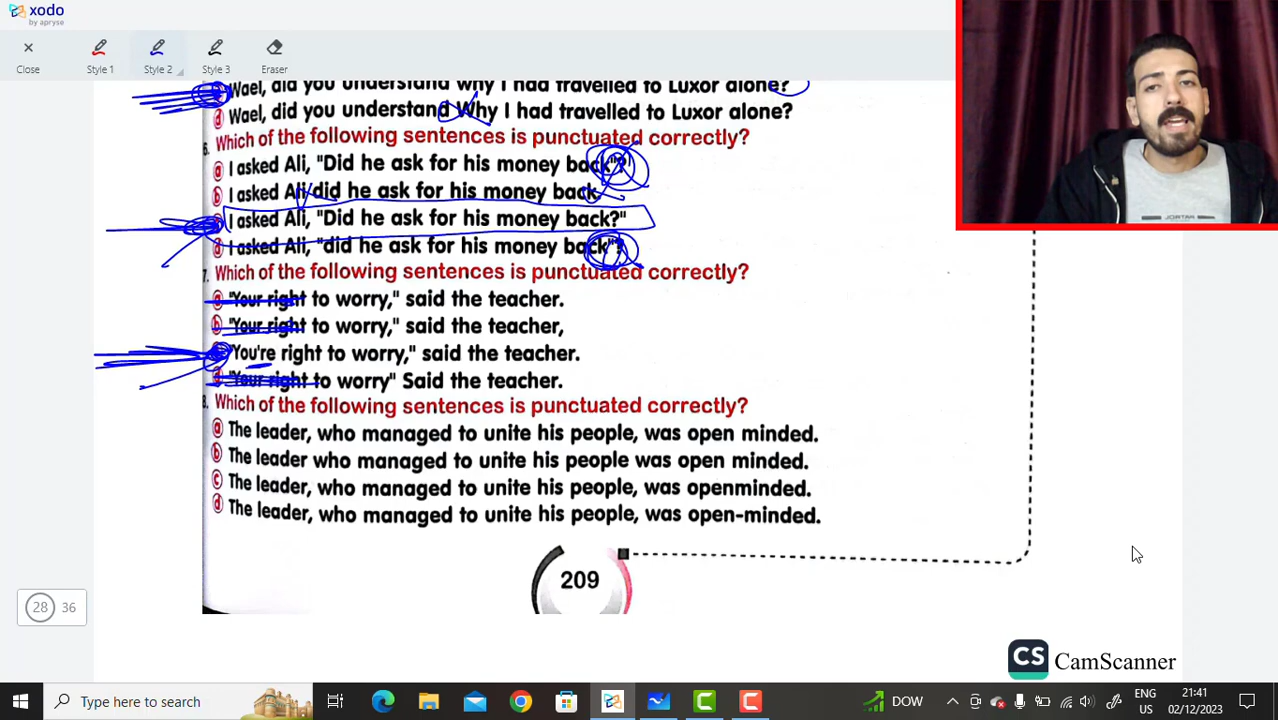 xodo
by apryse
Close
Style 1
Style 2
Style 3
Eraser
Wael, did you understand why I had travelled to Luxor alone?
d Wael, did you understand Why I had travelled to Luxor alone?
6. Which of the following sentences is punctuated correctly?
a I asked Ali, "Did he ask for his money back"?
b I asked Ali, did he ask for his money back.
I asked Ali, "Did he ask for his money back?"
d I asked Ali, "did he ask for his money back"?
7. Which of the following sentences is punctuated correctly?
a "Your right to worry," said the teacher.
b "Your right to worry," said the teacher,
"You're right to worry," said the teacher.
d "Your right to worry" Said the teacher.
8. Which of the following sentences is punctuated correctly?
a The leader, who managed to unite his people, was open minded.
b The leader who managed to unite his people was open minded.
c The leader, who managed to unite his people, was openminded.
d The leader, who managed to unite his people, was open-minded.
209
28 36
CS CamScanner
Type here to search
DOW
ENG
US
21:41
02/12/2023